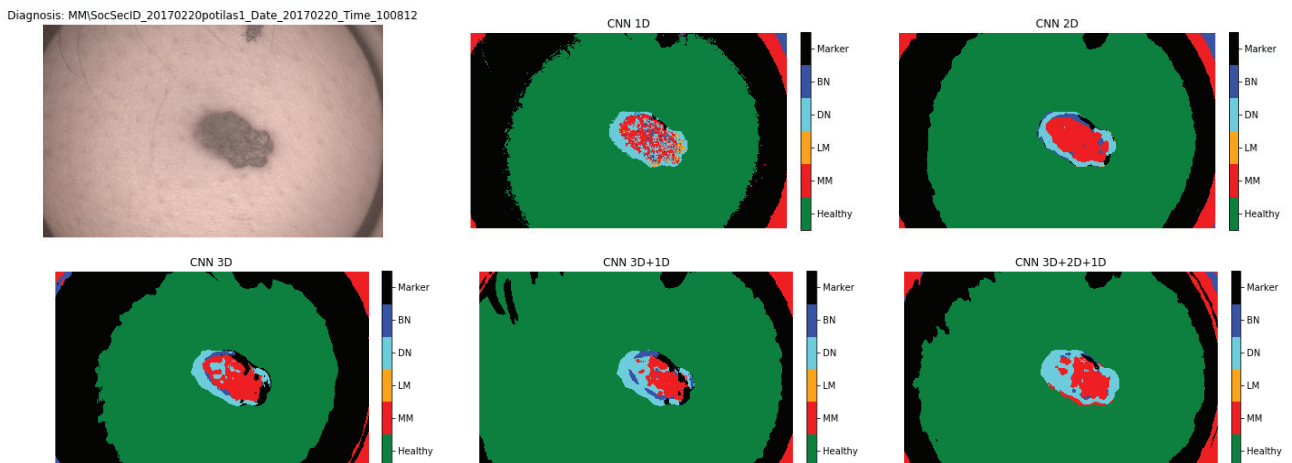 Diagnosis: MM\SocSecID_20170220potilas1_Date_20170220_Time_100812
CNN 1D
Marker
BN
DN
LM
MM
Healthy
CNN 2D
Marker
BN
DN
LM
MM
Healthy
CNN 3D
Marker
BN
DN
LM
MM
Healthy
CNN 3D+1D
Marker
BN
DN
LM
MM
Healthy
CNN 3D+2D+1D
Marker
BN
DN
LM
MM
Healthy